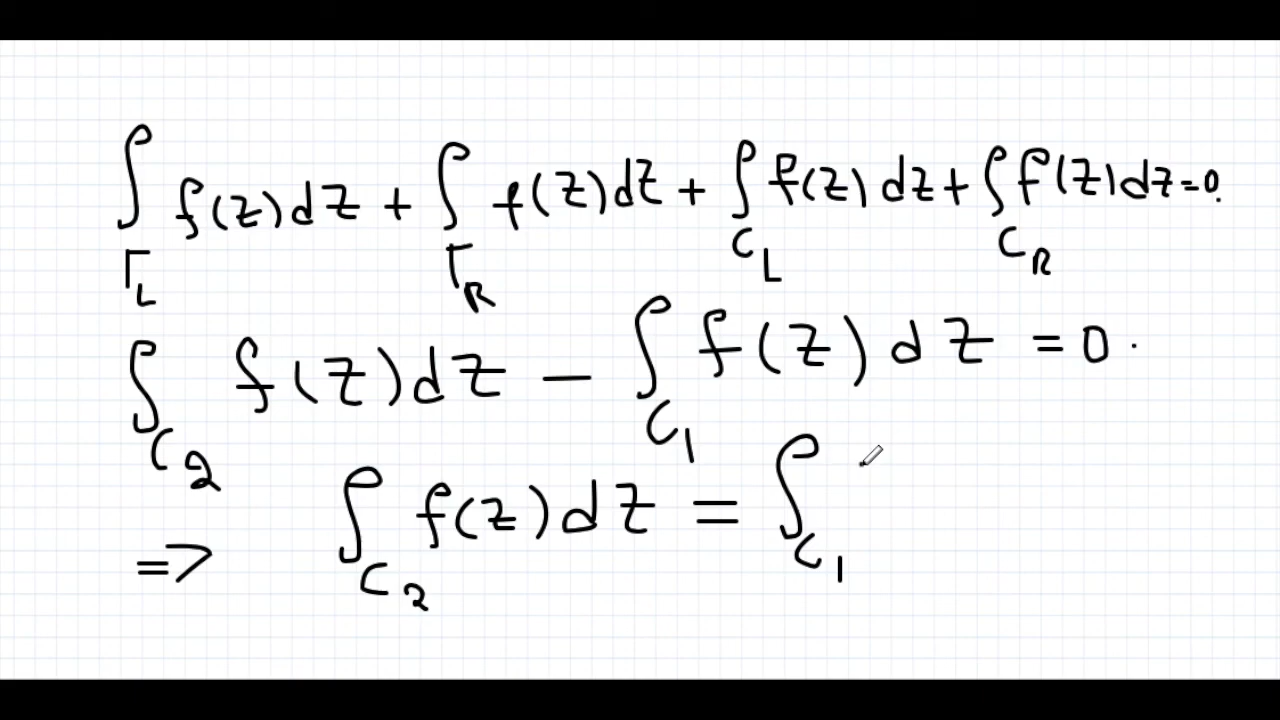 ∫_{Γ_L} f(z)dz + ∫_{Γ_R} f(z)dz + ∫_{C_L} f(z)dz + ∫_{C_R} f(z)dz = 0.
∫_{C_2} f(z)dz − ∫_{C_1} f(z)dz = 0.
=> ∫_{C_2} f(z)dz = ∫_{C_1}